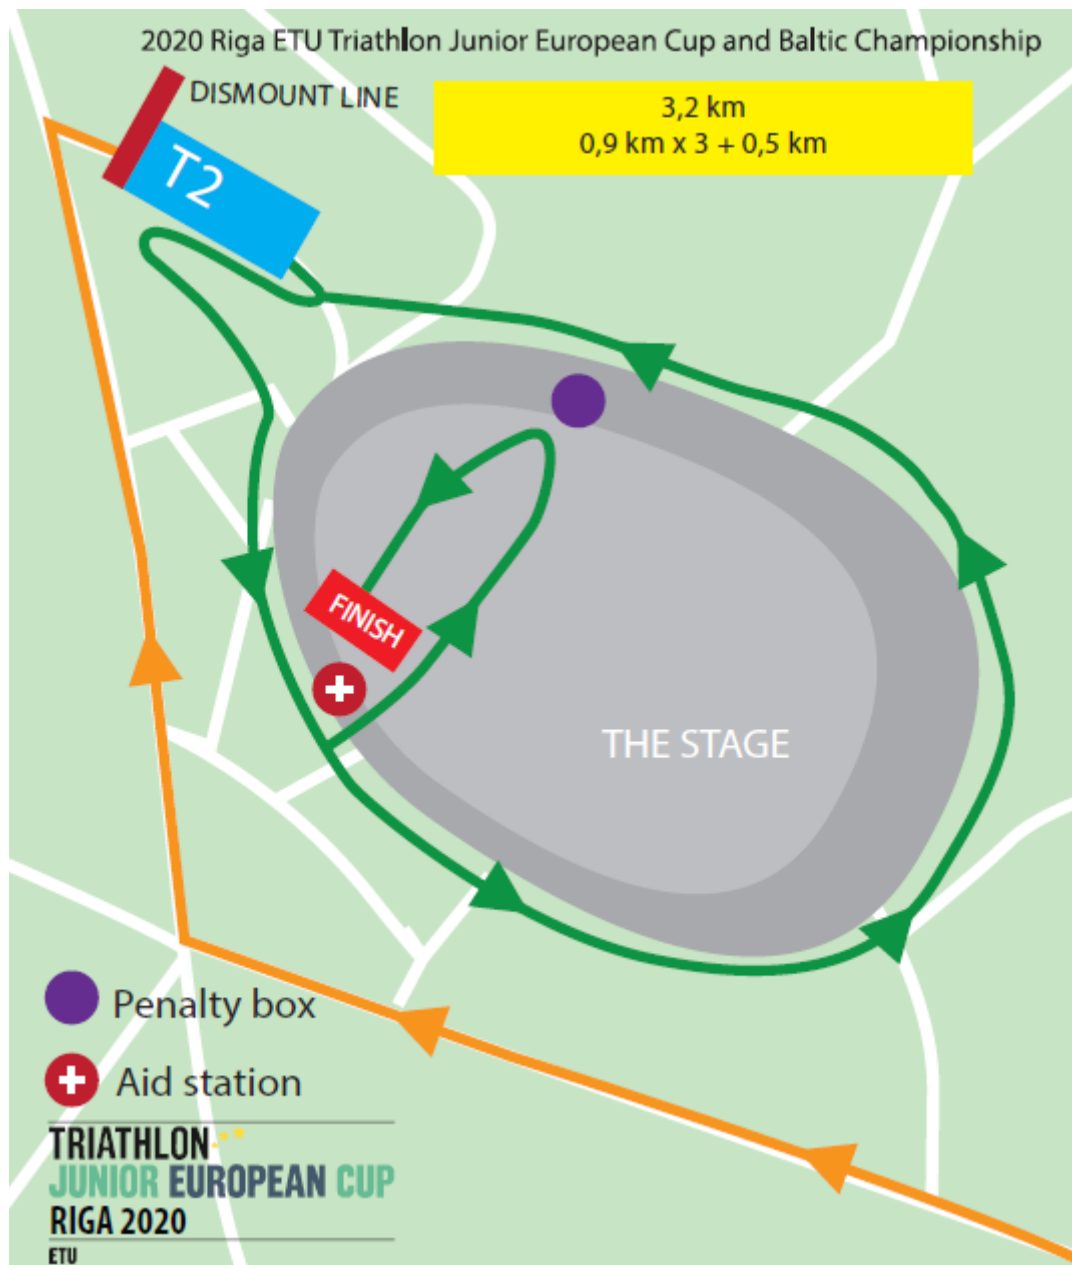 2020 Riga ETU Triathlon Junior European Cup and Baltic Championship
DISMOUNT LINE
3,2 km
0,9 km x 3 + 0,5 km
T2
FINISH
THE STAGE
Penalty box
Aid station
TRIATHLON
JUNIOR EUROPEAN CUP
RIGA 2020
ETU